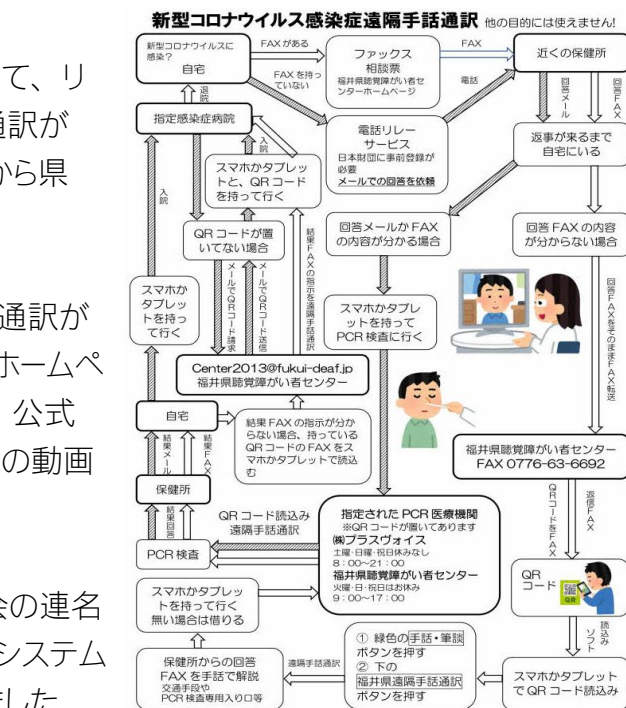 て、リ
通訳が
から県
通訳が
ホームペ
公式
の動画
会の連名
システム
ました
新型コロナウイルス感染症遠隔手話通訳 他の目的には使えません!
新型コロナウイルスに
感染?
自宅
FAXがある
FAXを持っ
ていない
ファックス
相談票
福井県聴覚障がい者セ
ンターホームページ
FAX
電話
近くの保健所
退院
指定感染症病院
電話リレー
サービス
日本財団に事前登録が
必要
メールでの回答を依頼
回答メール
回答FAX
返事が来るまで
自宅にいる
入院
入院
入院
スマホかタブレッ
トと、QRコード
を持って行く
QRコードが置
いてない場合
結果FAXの指示を遠隔手話通訳
回答メールかFAX
の内容が分かる場合
回答FAXの内容
が分からない場合
スマホか
タブレッ
トを持っ
て行く
メールでQRコード請求
メールでQRコード送信
スマホかタブレ
ットを持って
PCR検査に行く
回答FAXをそのままFAX転送
Center2013@fukui-deaf.jp
福井県聴覚障がい者センター
自宅
結果FAXの指示が分か
らない場合、持っている
QRコードのFAXをス
マホかタブレットで読込
む
結果メール
結果FAX
保健所
結果回答
PCR検査
QRコード読込み
遠隔手話通訳
指定されたPCR医療機関
※QRコードが置いてあります
㈱プラスヴォイス
土曜・日曜・祝日休みなし
8:00~21:00
福井県聴覚障がい者センター
火曜・日・祝日はお休み
9:00~17:00
福井県聴覚障がい者センター
FAX 0776-63-6692
QRコードをFAX
返信FAX
QR
コード
読込み
ソフト
スマホかタブレッ
トを持って行く
無い場合は借りる
保健所からの回答
FAXを手話で解説
交通手段や
PCR検査専用入り口等
遠隔手話通訳
① 緑色の手話・筆談
ボタンを押す
② 下の
福井県遠隔手話通訳
ボタンを押す
スマホかタブレット
でQRコード読込み